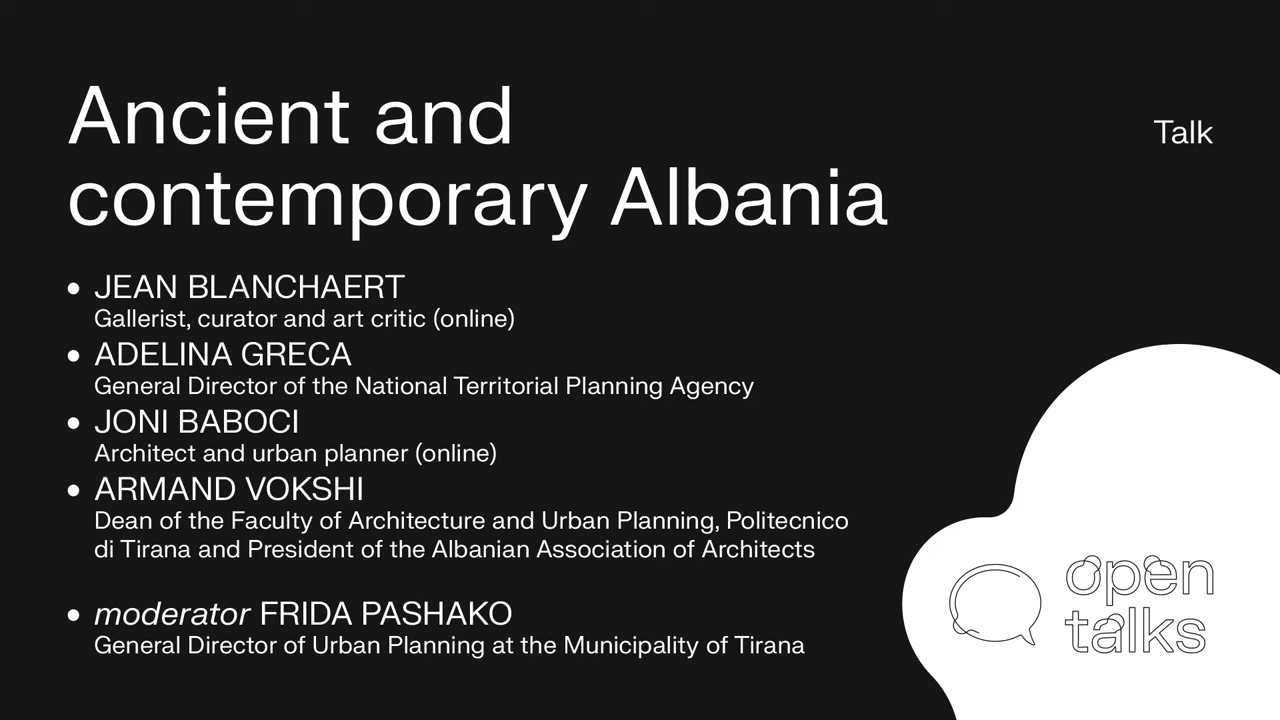 Ancient and
contemporary Albania
Talk
• JEAN BLANCHAERT
Gallerist, curator and art critic (online)
• ADELINA GRECA
General Director of the National Territorial Planning Agency
• JONI BABOCI
Architect and urban planner (online)
• ARMAND VOKSHI
Dean of the Faculty of Architecture and Urban Planning, Politecnico
di Tirana and President of the Albanian Association of Architects
• moderator FRIDA PASHAKO
General Director of Urban Planning at the Municipality of Tirana
open
talks